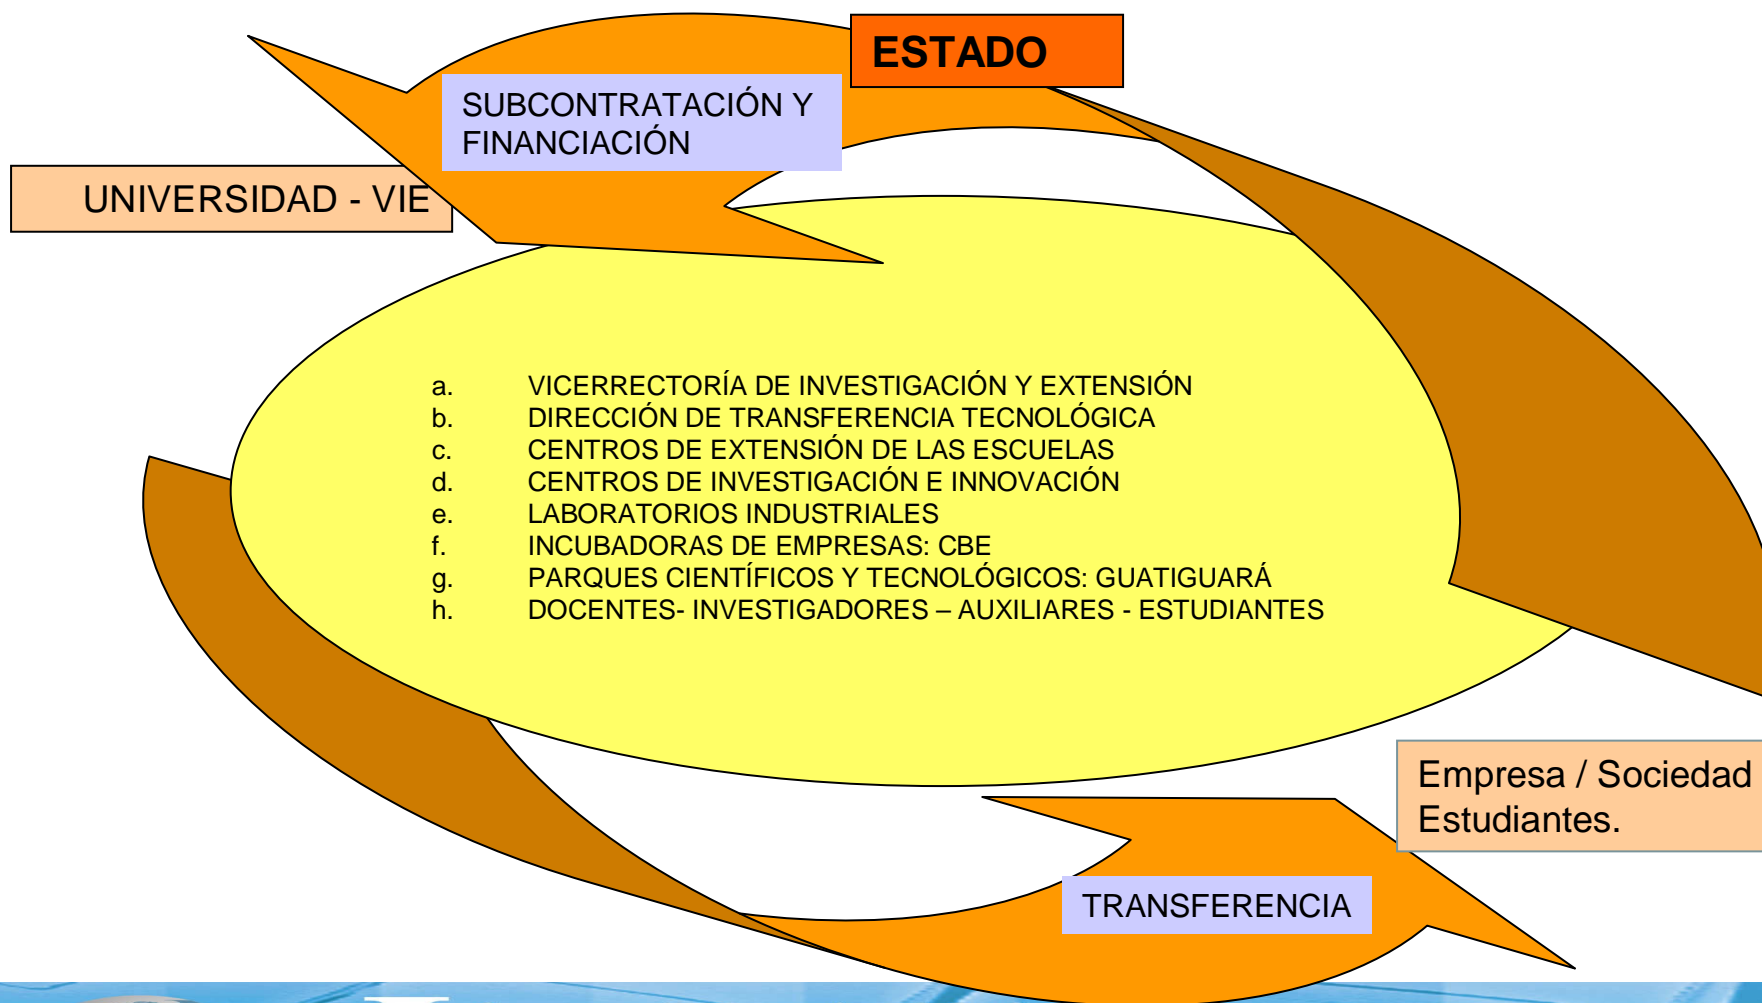 ESTADO
SUBCONTRATACIÓN Y
FINANCIACIÓN
UNIVERSIDAD - VIE
a. VICERRECTORÍA DE INVESTIGACIÓN Y EXTENSIÓN
b. DIRECCIÓN DE TRANSFERENCIA TECNOLÓGICA
c. CENTROS DE EXTENSIÓN DE LAS ESCUELAS
d. CENTROS DE INVESTIGACIÓN E INNOVACIÓN
e. LABORATORIOS INDUSTRIALES
f. INCUBADORAS DE EMPRESAS: CBE
g. PARQUES CIENTÍFICOS Y TECNOLÓGICOS: GUATIGUARÁ
h. DOCENTES- INVESTIGADORES – AUXILIARES - ESTUDIANTES
Empresa / Sociedad
Estudiantes.
TRANSFERENCIA